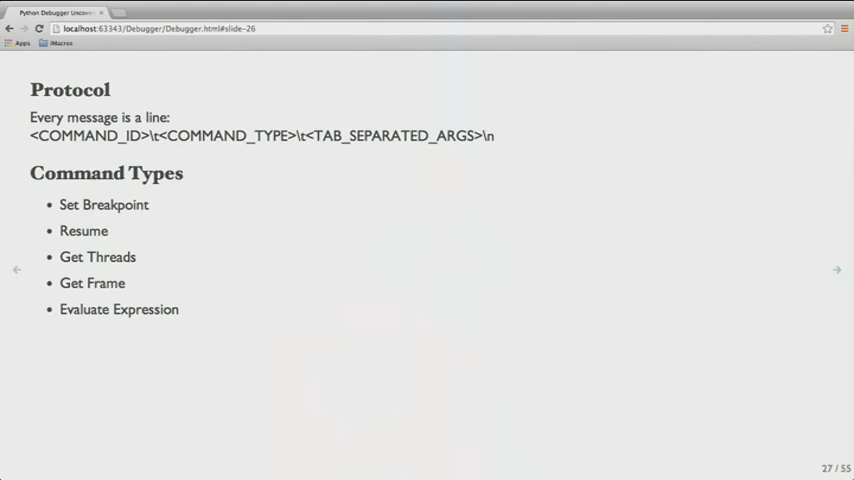 Python Debugger Uncover
localhost:63343/Debugger/Debugger.html#slide-26
Apps
iMacros
Protocol
Every message is a line:
<COMMAND_ID>\t<COMMAND_TYPE>\t<TAB_SEPARATED_ARGS>\n
Command Types
• Set Breakpoint
• Resume
• Get Threads
• Get Frame
• Evaluate Expression
27 / 55